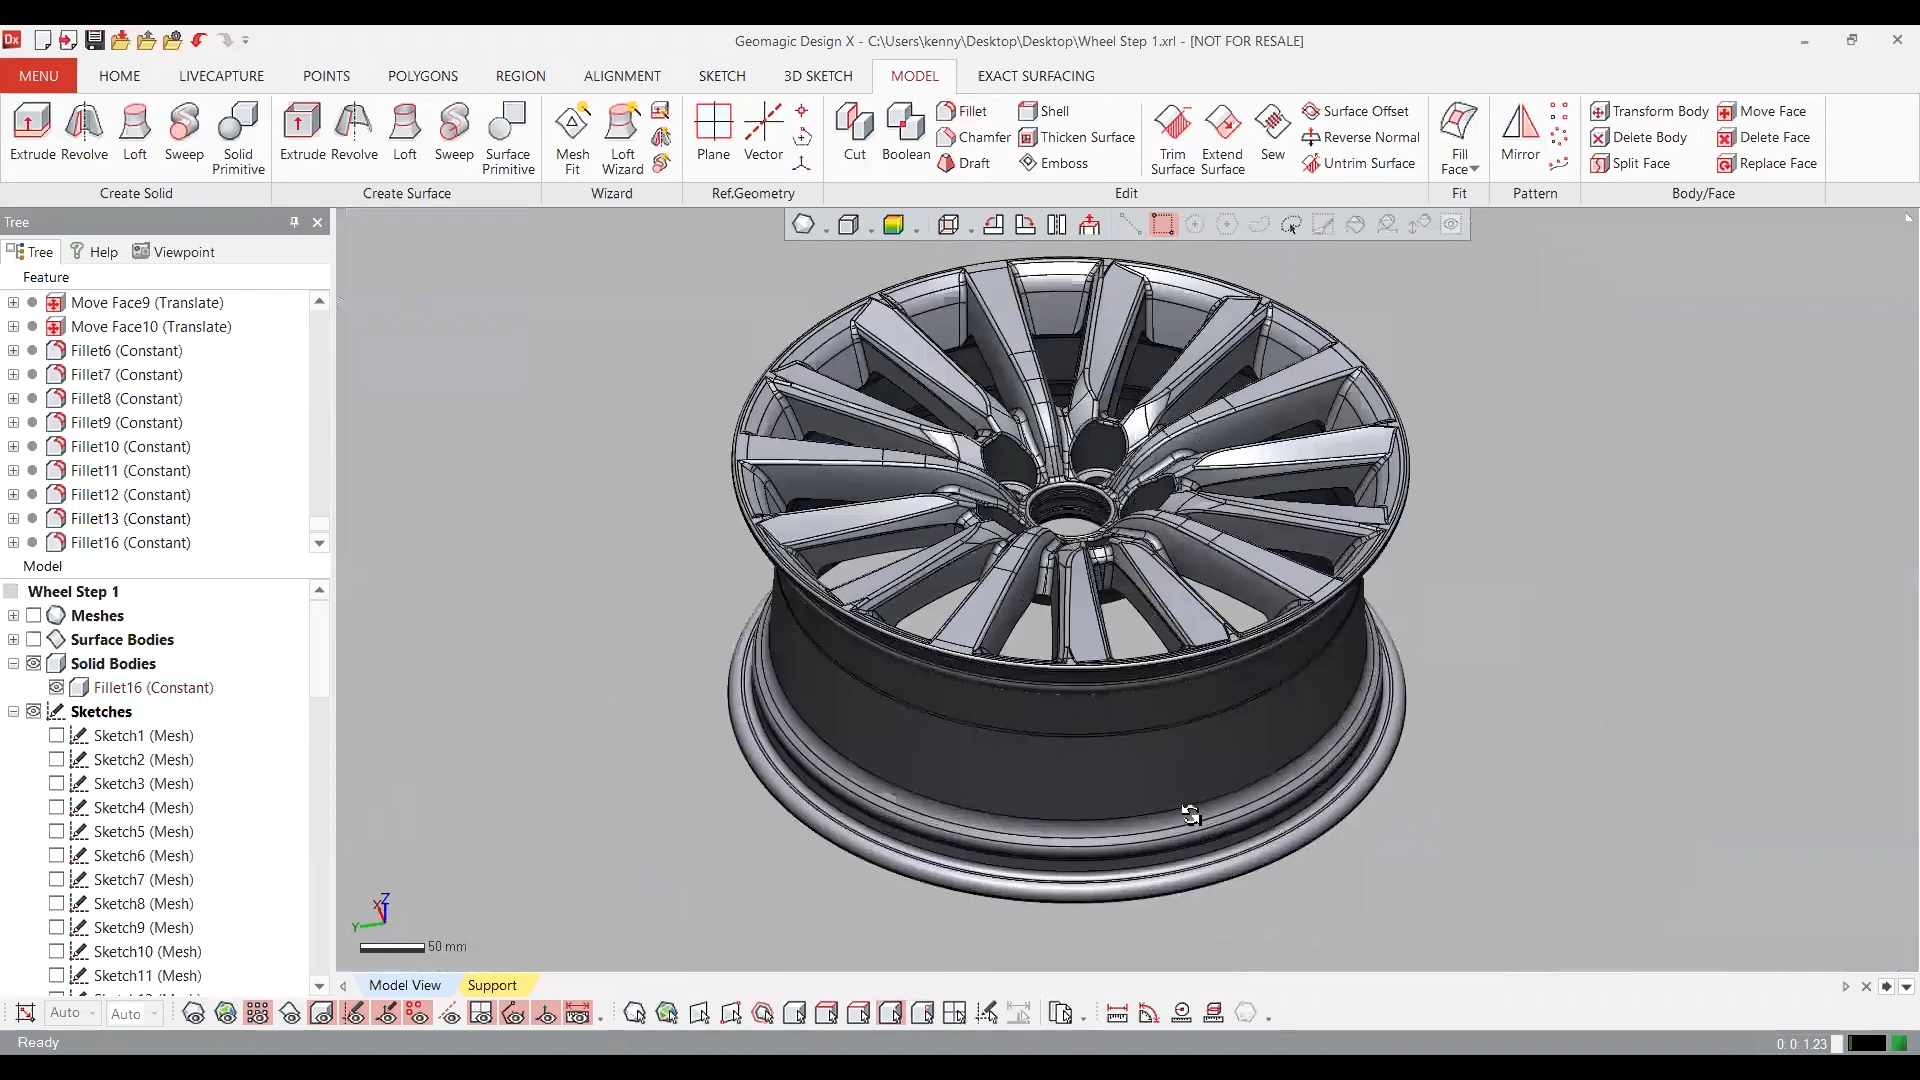 Dx
Geomagic Design X - C:\Users\kenny\Desktop\Desktop\Wheel Step 1.xrl - [NOT FOR RESALE]
MENU HOME LIVECAPTURE POINTS POLYGONS REGION ALIGNMENT SKETCH 3D SKETCH MODEL EXACT SURFACING
Extrude Revolve Loft Sweep Solid Primitive
Create Solid
Extrude Revolve Loft Sweep Surface Primitive
Create Surface
Mesh Fit Loft Wizard
Wizard
Plane Vector
Ref.Geometry
Cut Boolean
Fillet Shell
Chamfer Thicken Surface
Draft Emboss
Trim Surface Extend Surface Sew
Surface Offset
Reverse Normal
Untrim Surface
Edit
Fill Face
Fit
Mirror
Pattern
Transform Body Move Face
Delete Body Delete Face
Split Face Replace Face
Body/Face
Tree
Tree Help Viewpoint
Feature
Move Face9 (Translate)
Move Face10 (Translate)
Fillet6 (Constant)
Fillet7 (Constant)
Fillet8 (Constant)
Fillet9 (Constant)
Fillet10 (Constant)
Fillet11 (Constant)
Fillet12 (Constant)
Fillet13 (Constant)
Fillet16 (Constant)
Model
Wheel Step 1
Meshes
Surface Bodies
Solid Bodies
Fillet16 (Constant)
Sketches
Sketch1 (Mesh)
Sketch2 (Mesh)
Sketch3 (Mesh)
Sketch4 (Mesh)
Sketch5 (Mesh)
Sketch6 (Mesh)
Sketch7 (Mesh)
Sketch8 (Mesh)
Sketch9 (Mesh)
Sketch10 (Mesh)
Sketch11 (Mesh)
Z
X
Y
50 mm
Model View Support
Auto Auto
Ready
0: 0: 1.23